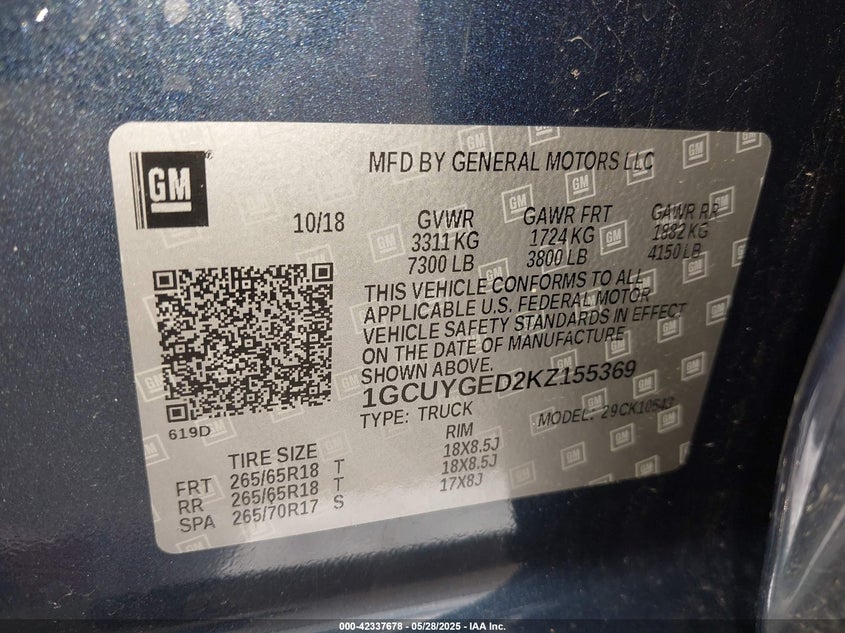 GM
MFD BY GENERAL MOTORS LLC
10/18
GVWR GAWR FRT GAWR RR
3311 KG 1724 KG 1882 KG
7300 LB 3800 LB 4150 LB
THIS VEHICLE CONFORMS TO ALL
APPLICABLE U.S. FEDERAL MOTOR
VEHICLE SAFETY STANDARDS IN EFFECT
ON THE DATE OF MANUFACTURE
SHOWN ABOVE.
1GCUYGED2KZ155369
TYPE: TRUCK MODEL: 29CK10543
619D
TIRE SIZE RIM
FRT 265/65R18 T 18X8.5J
RR 265/65R18 T 18X8.5J
SPA 265/70R17 S 17X8J
000-42337678 — 05/28/2025 — IAA Inc.